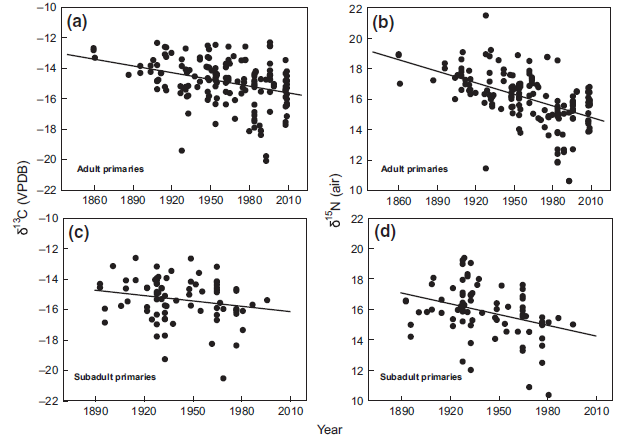 (a)
−10
−12
−14
−16
−18
−20
−22
Adult primaries
1860 1890 1920 1950 1980 2010
(b)
22
20
18
16
14
12
10
Adult primaries
1860 1890 1920 1950 1980 2010
δ13C (VPDB)
δ15N (air)
(c)
−10
−12
−14
−16
−18
−20
−22
Subadult primaries
1890 1920 1950 1980 2010
(d)
22
20
18
16
14
12
10
Subadult primaries
1890 1920 1950 1980 2010
Year